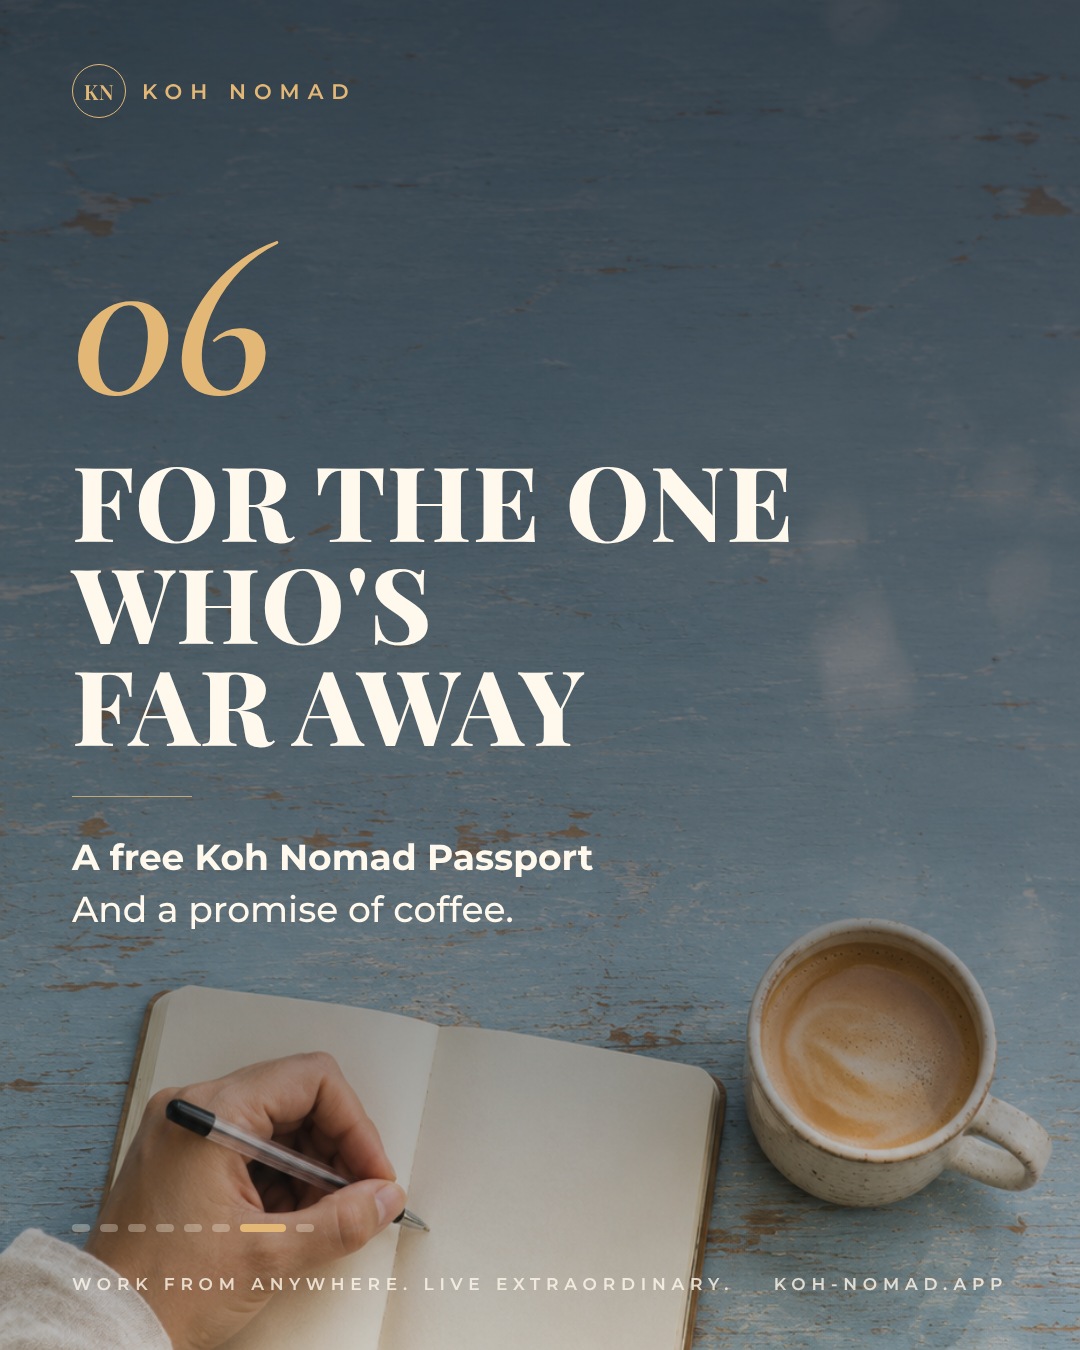 KN KOH NOMAD
06
FOR THE ONE
WHO'S
FAR AWAY
A free Koh Nomad Passport
And a promise of coffee.
WORK FROM ANYWHERE. LIVE EXTRAORDINARY. KOH-NOMAD.APP